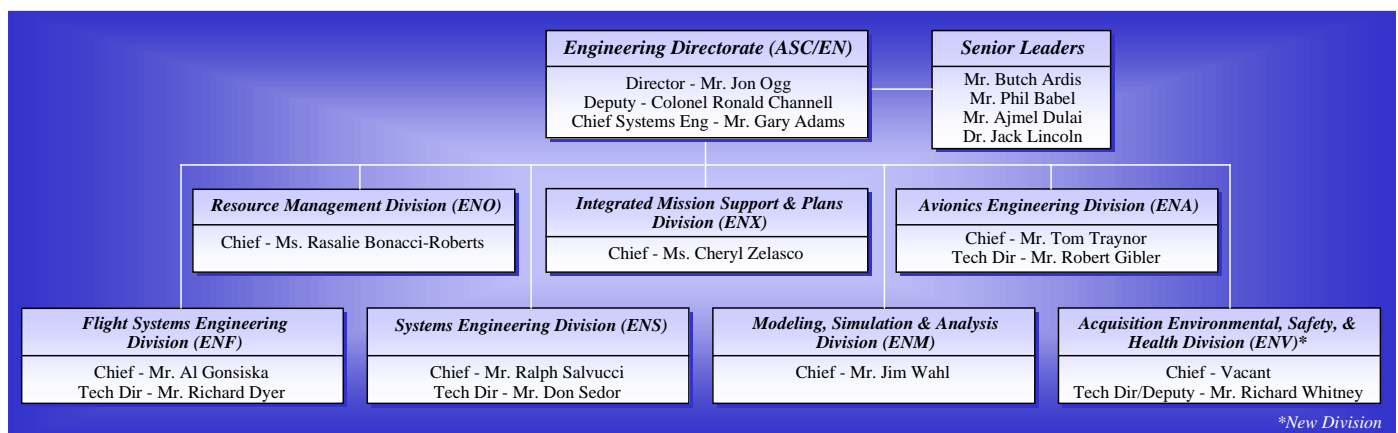 Engineering Directorate (ASC/EN)
Director - Mr. Jon Ogg
Deputy - Colonel Ronald Channell
Chief Systems Eng - Mr. Gary Adams
Senior Leaders
Mr. Butch Ardis
Mr. Phil Babel
Mr. Ajmel Dulai
Dr. Jack Lincoln
Resource Management Division (ENO)
Chief - Ms. Rasalie Bonacci-Roberts
Integrated Mission Support & Plans
Division (ENX)
Chief - Ms. Cheryl Zelasco
Avionics Engineering Division (ENA)
Chief - Mr. Tom Traynor
Tech Dir - Mr. Robert Gibler
Flight Systems Engineering
Division (ENF)
Chief - Mr. Al Gonsiska
Tech Dir - Mr. Richard Dyer
Systems Engineering Division (ENS)
Chief - Mr. Ralph Salvucci
Tech Dir - Mr. Don Sedor
Modeling, Simulation & Analysis
Division (ENM)
Chief - Mr. Jim Wahl
Acquisition Environmental, Safety, &
Health Division (ENV)*
Chief - Vacant
Tech Dir/Deputy - Mr. Richard Whitney
*New Division